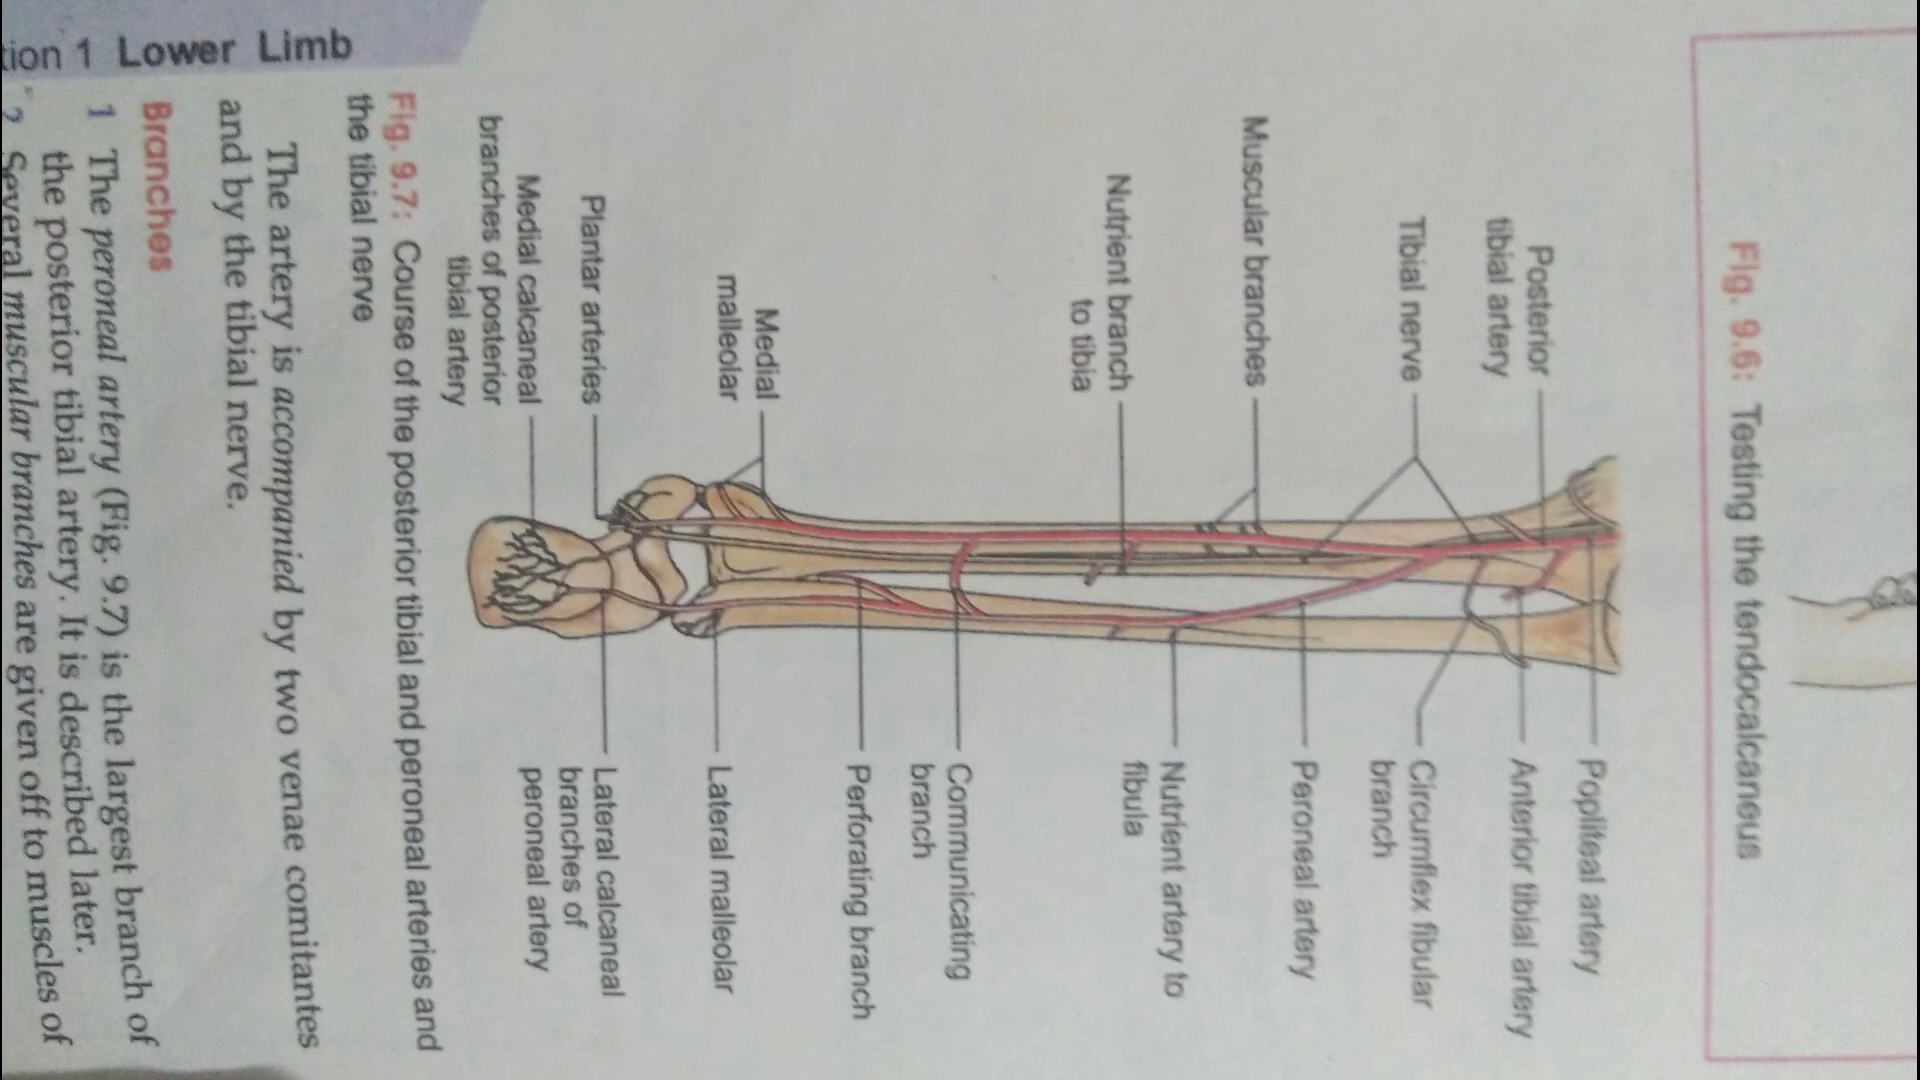 Fig. 9.6: Testing the tendocalcaneus
Popliteal artery
Posterior
tibial artery
Anterior tibial artery
Tibial nerve
Circumflex fibular
branch
Peroneal artery
Muscular branches
Nutrient artery to
fibula
Nutrient branch
to tibia
Communicating
branch
Perforating branch
Medial
malleolar
Lateral malleolar
Plantar arteries
Lateral calcaneal
branches of
peroneal artery
Medial calcaneal
branches of posterior
tibial artery
Fig. 9.7: Course of the posterior tibial and peroneal arteries and
the tibial nerve
The artery is accompanied by two venae comitantes
and by the tibial nerve.
Branches
1 The peroneal artery (Fig. 9.7) is the largest branch of
the posterior tibial artery. It is described later.
2 Several muscular branches are given off to muscles of
1 Lower Limb